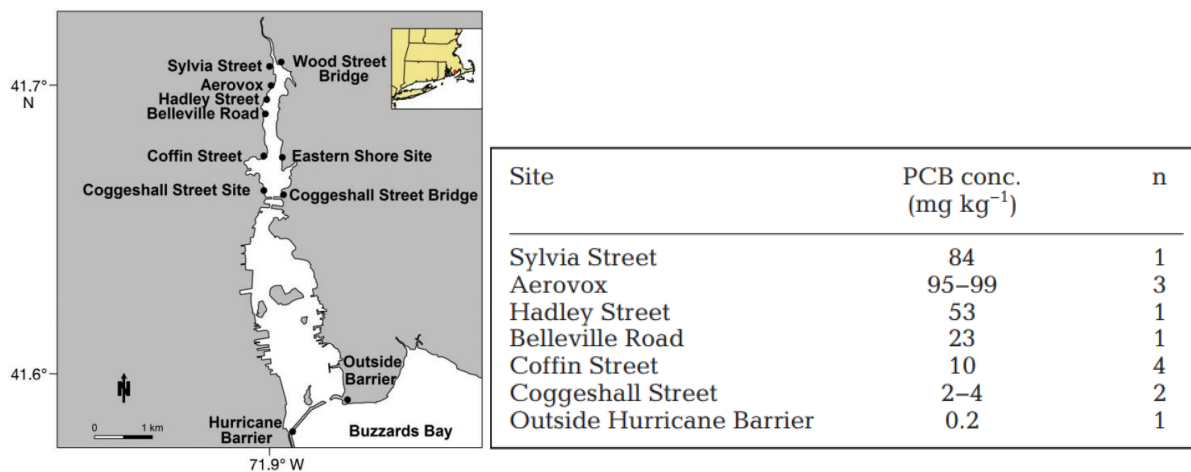 Sylvia Street
Wood Street
Bridge
41.7°
N
Aerovox
Hadley Street
Belleville Road
Coffin Street
Eastern Shore Site
Coggeshall Street Site
Coggeshall Street Bridge
41.6°
Outside
Barrier
N
0 1 km
Hurricane
Barrier
Buzzards Bay
71.9° W
Site PCB conc. n
(mg kg⁻¹)
Sylvia Street 84 1
Aerovox 95–99 3
Hadley Street 53 1
Belleville Road 23 1
Coffin Street 10 4
Coggeshall Street 2–4 2
Outside Hurricane Barrier 0.2 1